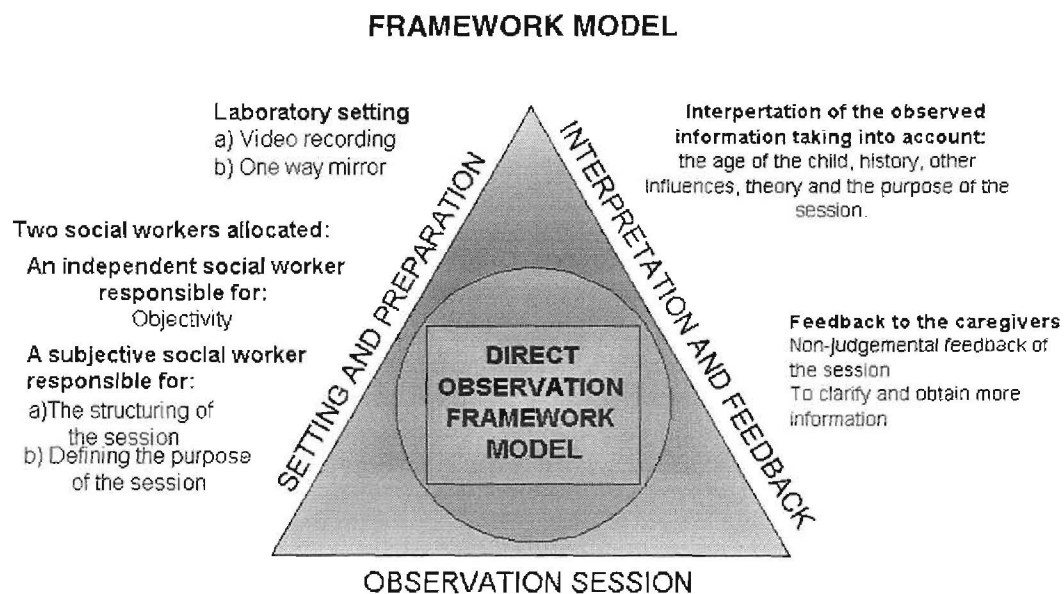 FRAMEWORK MODEL
Laboratory setting
a) Video recording
b) One way mirror
Two social workers allocated:
An independent social worker
responsible for:
Objectivity
A subjective social worker
responsible for:
a)The structuring of
the session
b) Defining the purpose
of the session
SETTING AND PREPARATION
DIRECT
OBSERVATION
FRAMEWORK
MODEL
INTERPRETATION AND FEEDBACK
Interpertation of the observed
information taking into account:
the age of the child, history, other
influences, theory and the purpose of the
session.
Feedback to the caregivers
Non-judgemental feedback of
the session
To clarify and obtain more
information
OBSERVATION SESSION